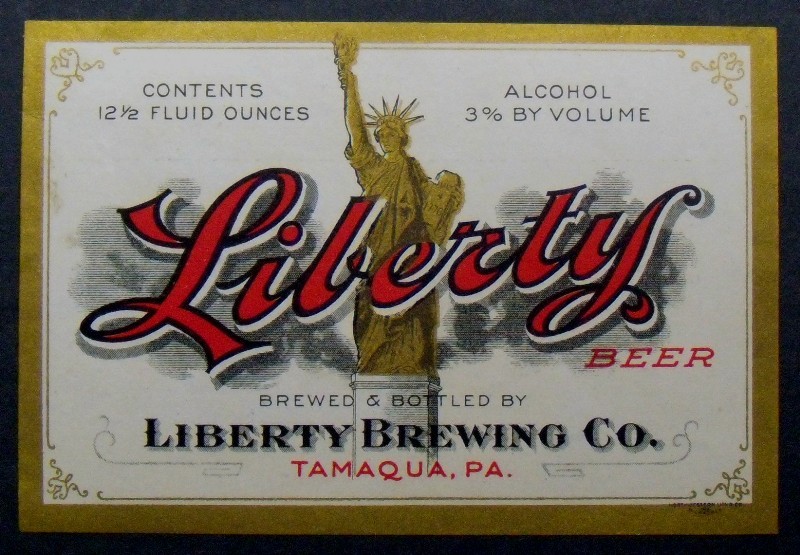 CONTENTS
12½ FLUID OUNCES
ALCOHOL
3% BY VOLUME
Liberty
BEER
BREWED & BOTTLED BY
LIBERTY BREWING CO.
TAMAQUA, PA.